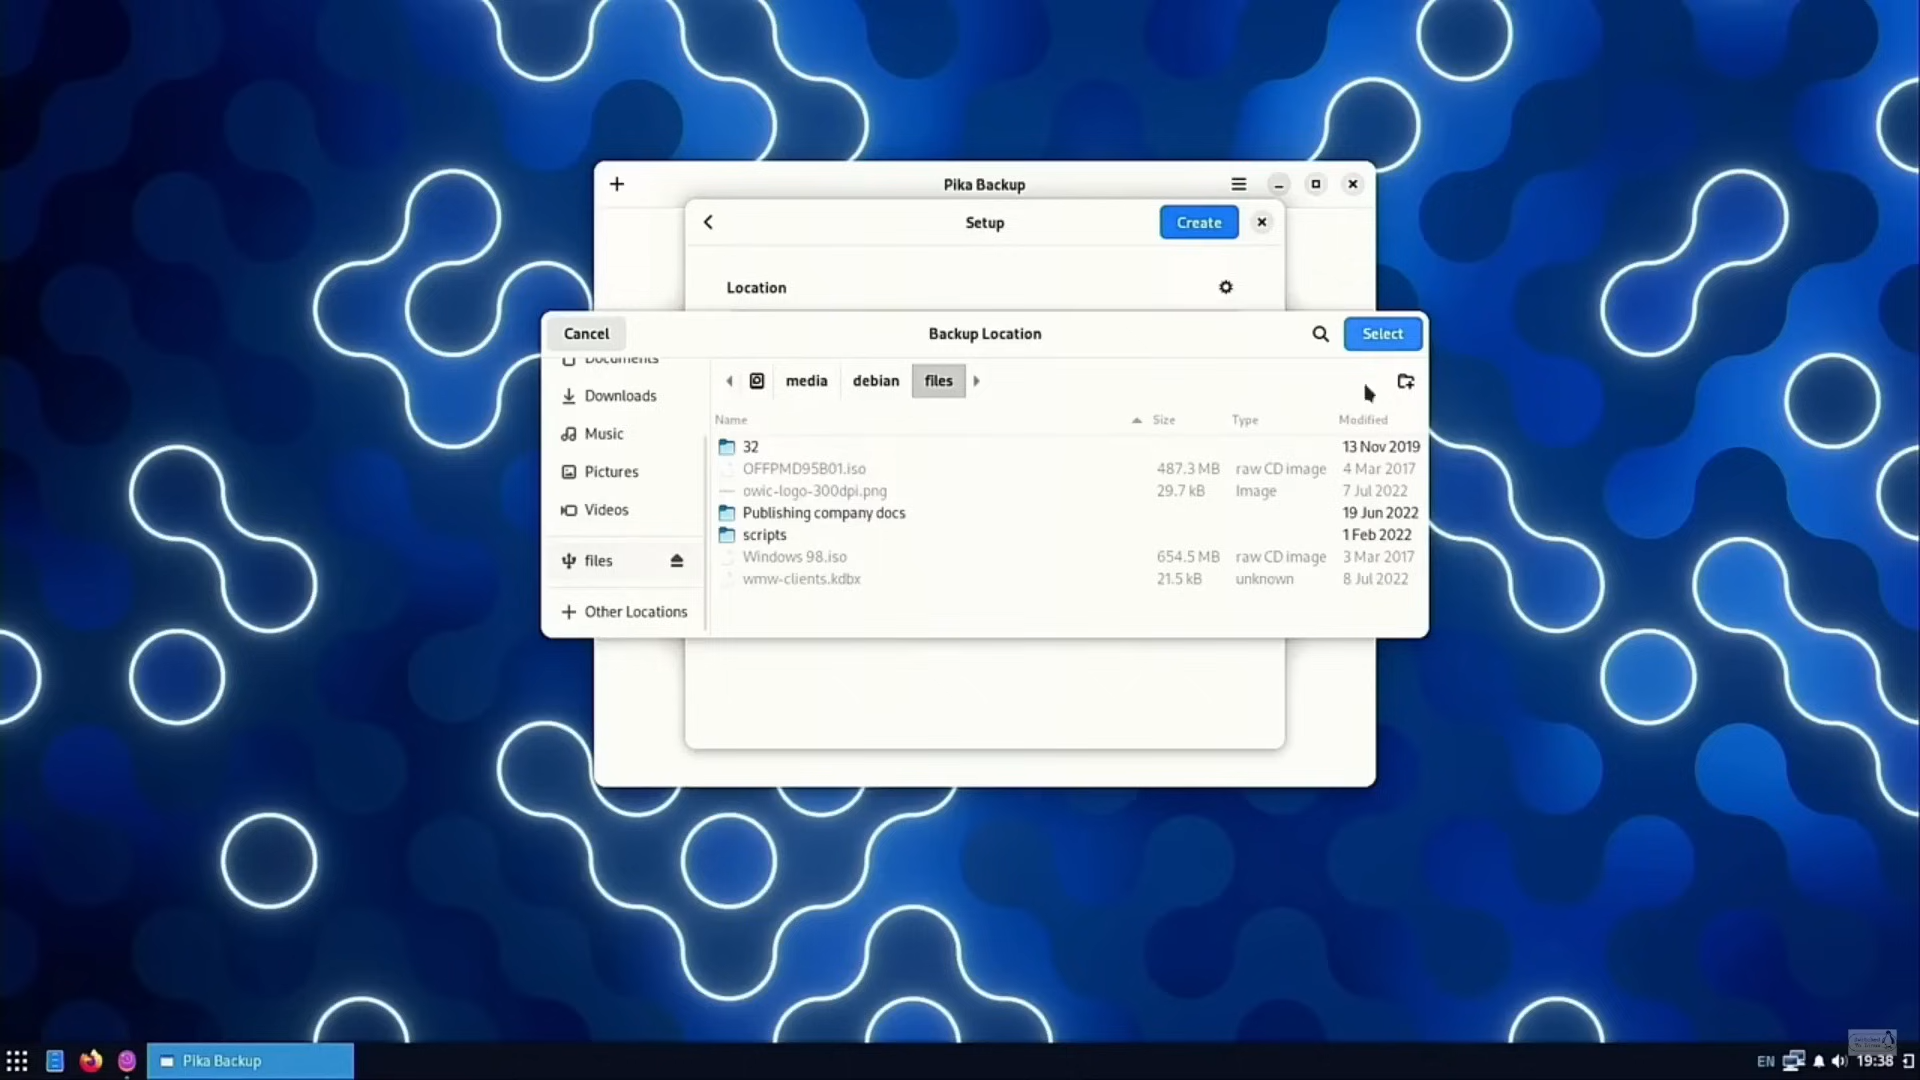 Pika Backup
Setup
Create
Location
Cancel
Backup Location
Select
Documents
Downloads
Music
Pictures
Videos
files
Other Locations
media debian files
Name Size Type Modified
32 13 Nov 2019
OFFPMD95B01.iso 487.3 MB raw CD image 4 Mar 2017
owic-logo-300dpi.png 29.7 kB Image 7 Jul 2022
Publishing company docs 19 Jun 2022
scripts 1 Feb 2022
Windows 98.iso 654.5 MB raw CD image 3 Mar 2017
wmw-clients.kdbx 21.5 kB unknown 8 Jul 2022
Pika Backup
EN 19:38